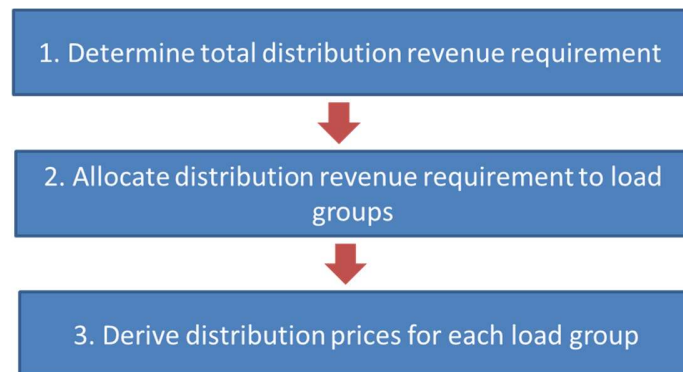 1. Determine total distribution revenue requirement
2. Allocate distribution revenue requirement to load
groups
3. Derive distribution prices for each load group